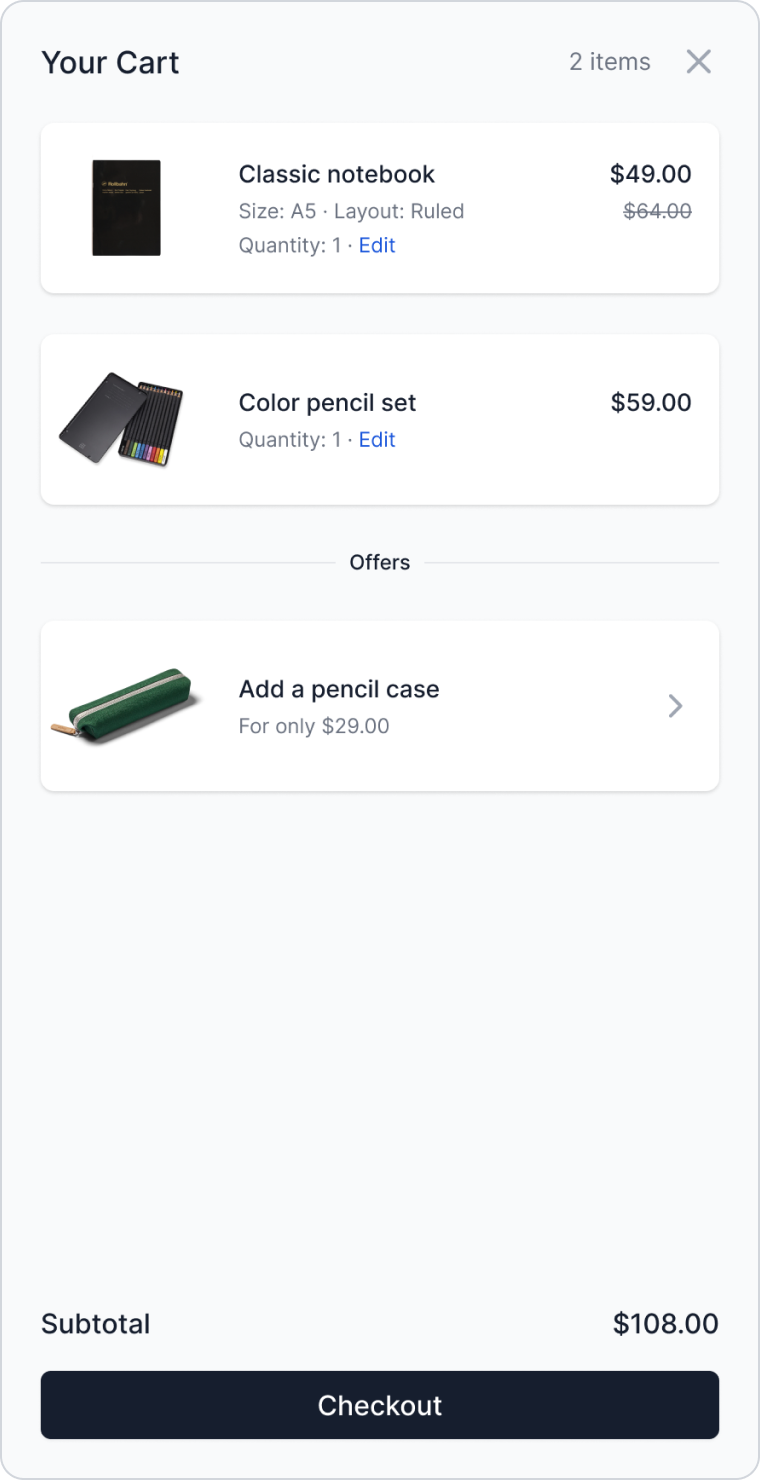 Your Cart
2 items
Classic notebook
$49.00
Size: A5 · Layout: Ruled
$64.00
Quantity: 1 · Edit
Color pencil set
$59.00
Quantity: 1 · Edit
Offers
Add a pencil case
For only $29.00
Subtotal
$108.00
Checkout